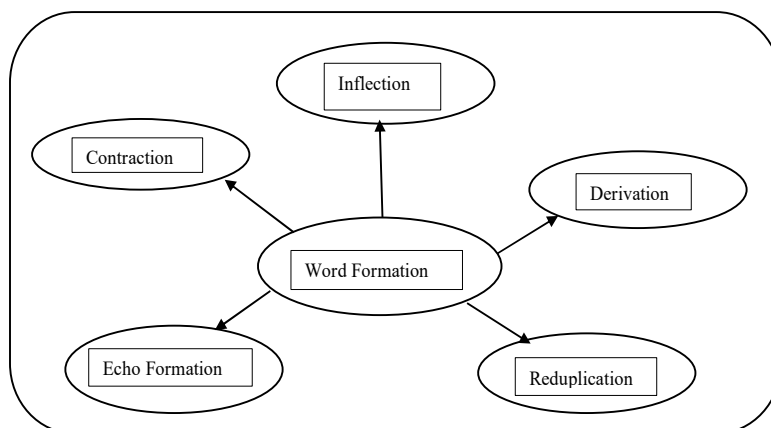 Inflection
Contraction
Derivation
Word Formation
Echo Formation
Reduplication